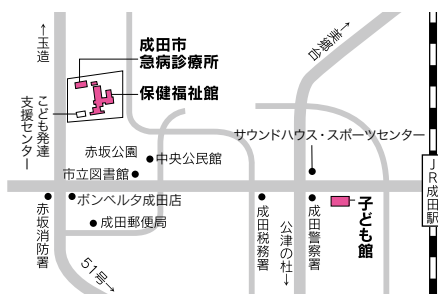 ←玉造
成田市
急病診療所
保健福祉館
こども発達
支援センター
←美郷台
サウンドハウス・スポーツセンター
赤坂公園
中央公民館
市立図書館
JR成田駅
ボンベルタ成田店
成田郵便局
赤坂消防署
成田税務署
公津の杜→
成田警察署
子ども館
51号→